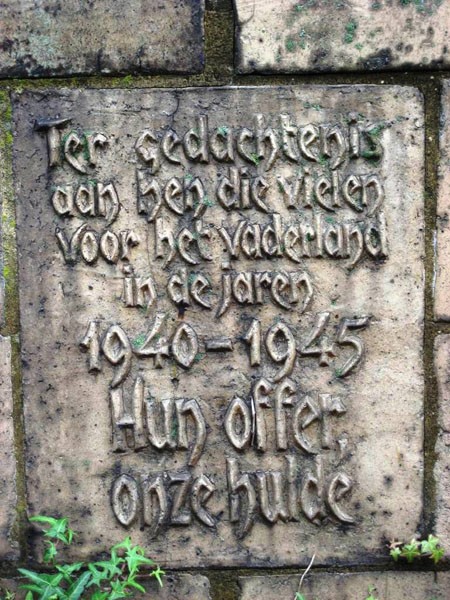 Ter gedachtenis
aan hen die vielen
voor het vaderland
in de jaren
1940-1945
Hun offer,
onze hulde